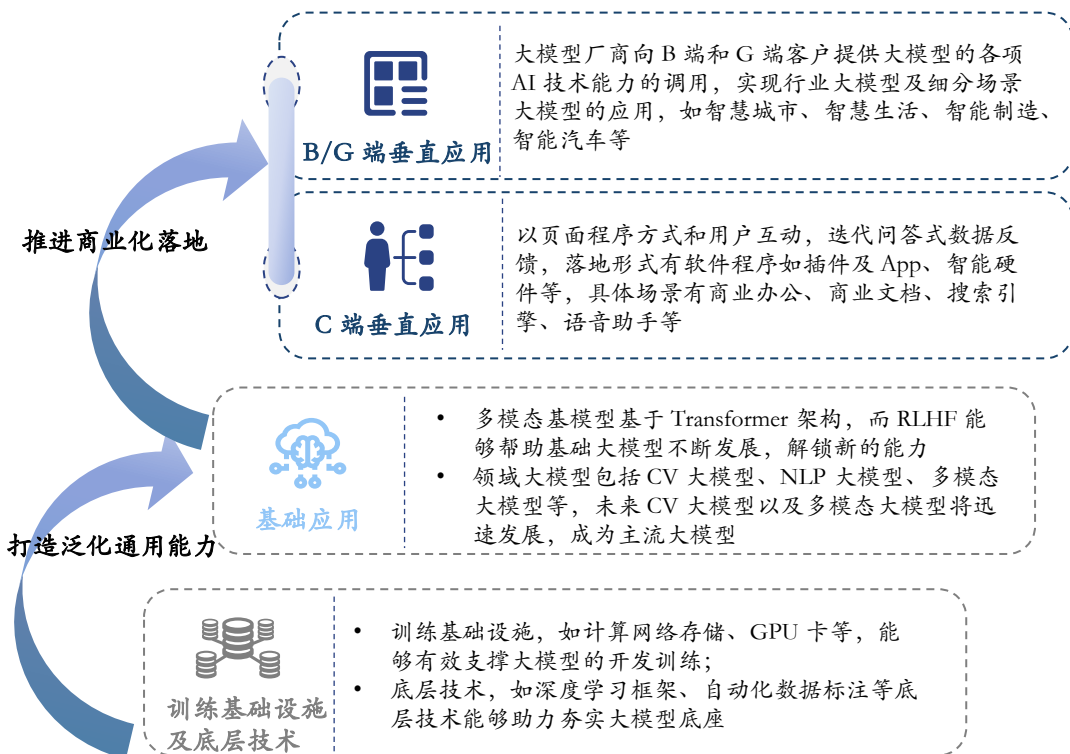 大模型厂商向 B 端和 G 端客户提供大模型的各项
AI 技术能力的调用，实现行业大模型及细分场景
大模型的应用，如智慧城市、智慧生活、智能制造、
智能汽车等
B/G 端垂直应用
推进商业化落地
以页面程序方式和用户互动，迭代问答式数据反
馈，落地形式有软件程序如插件及 App、智能硬
件等，具体场景有商业办公、商业文档、搜索引
擎、语音助手等
C 端垂直应用
• 多模态基模型基于 Transformer 架构，而 RLHF 能
够帮助基础大模型不断发展，解锁新的能力
• 领域大模型包括 CV 大模型、NLP 大模型、多模态
大模型等，未来 CV 大模型以及多模态大模型将迅
速发展，成为主流大模型
基础应用
打造泛化通用能力
• 训练基础设施，如计算网络存储、GPU 卡等，能
够有效支撑大模型的开发训练；
• 底层技术，如深度学习框架、自动化数据标注等底
层技术能够助力夯实大模型底座
训练基础设施
及底层技术